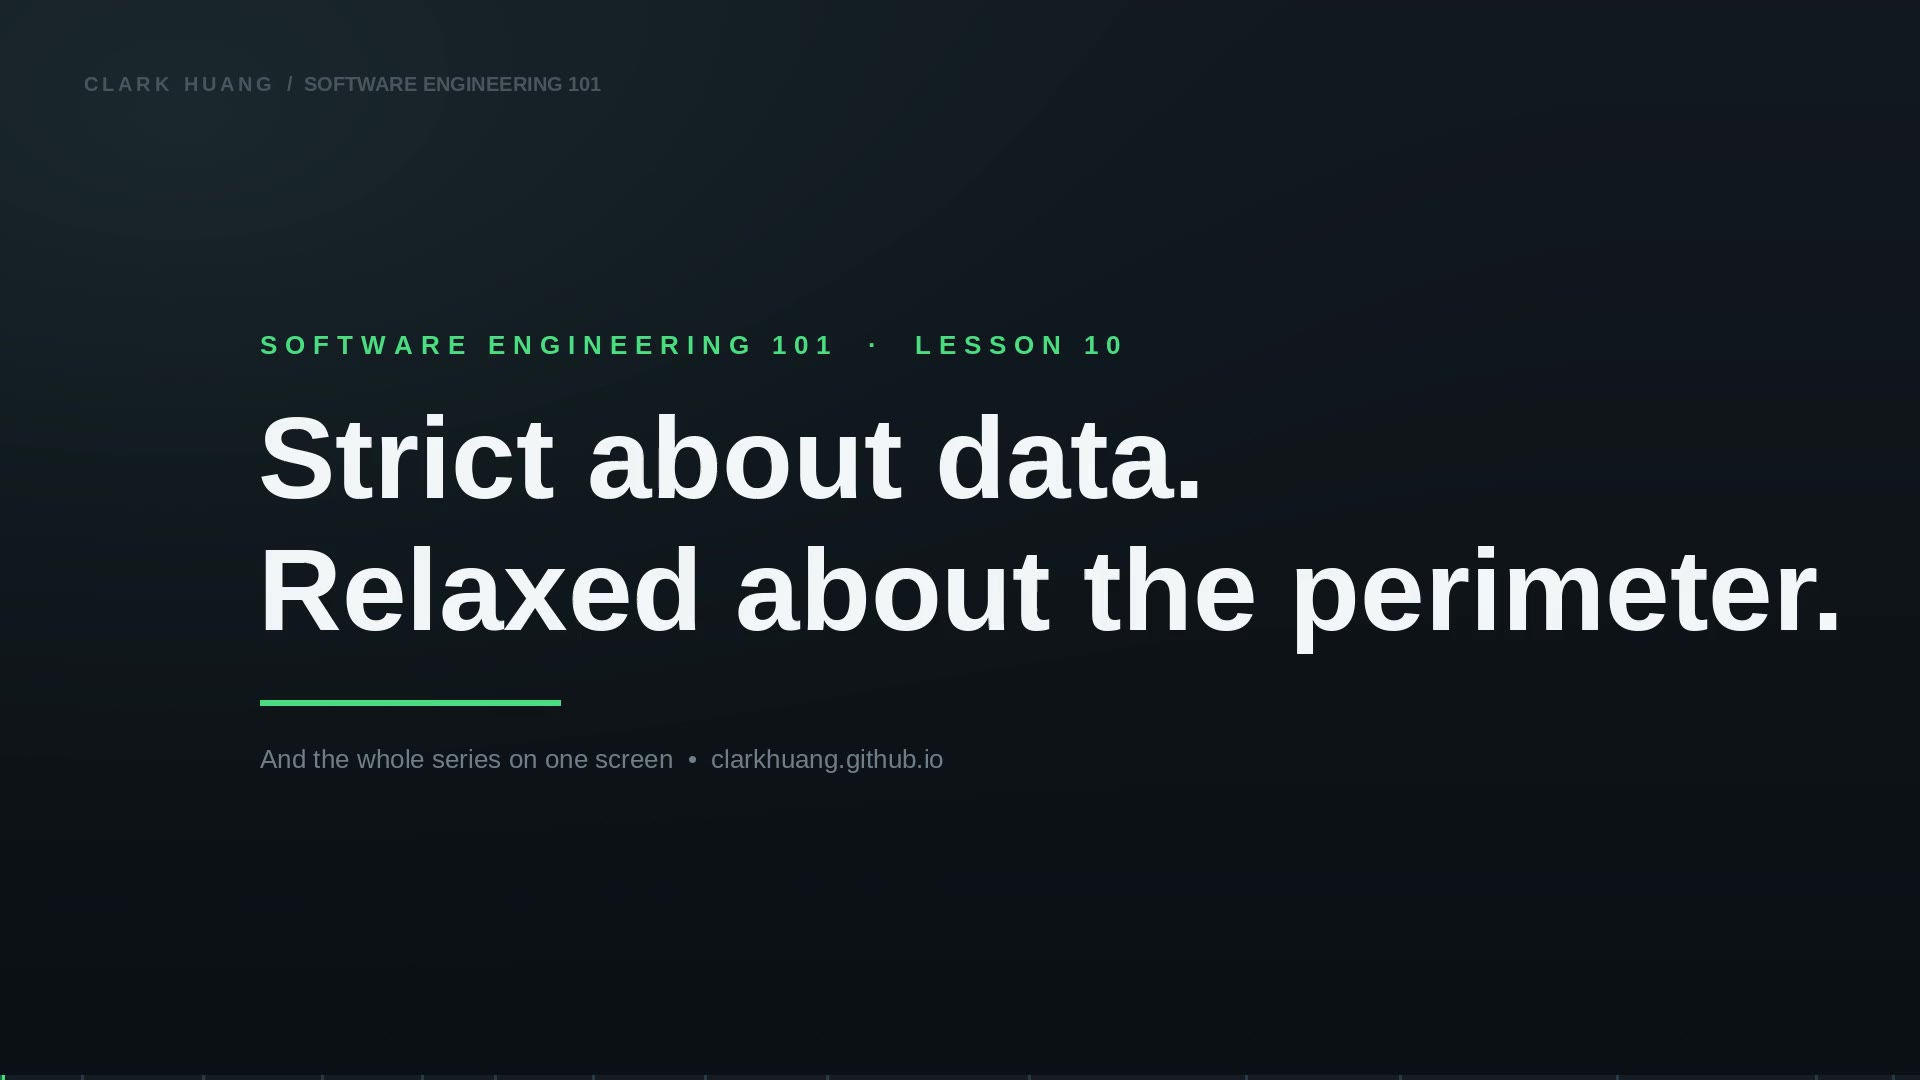 CLARK HUANG / SOFTWARE ENGINEERING 101
SOFTWARE ENGINEERING 101 · LESSON 10
Strict about data.
Relaxed about the perimeter.
And the whole series on one screen • clarkhuang.github.io